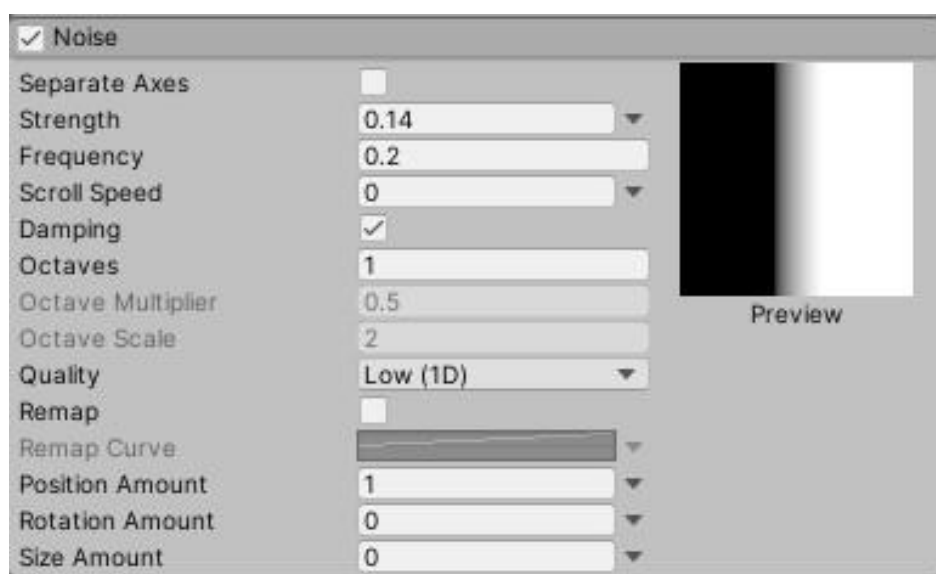 Noise
Separate Axes
Strength 0.14
Frequency 0.2
Scroll Speed 0
Damping
Octaves 1
Octave Multiplier 0.5
Octave Scale 2
Preview
Quality Low (1D)
Remap
Remap Curve
Position Amount 1
Rotation Amount 0
Size Amount 0